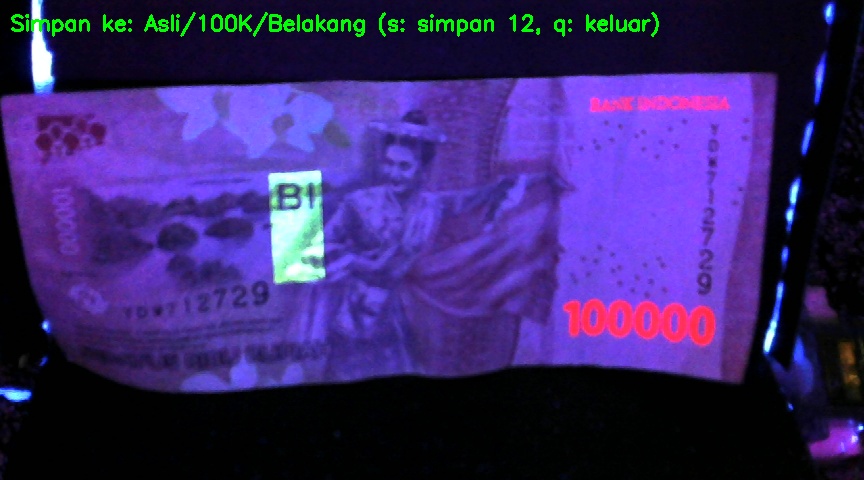 Simpan ke: Asli/100K/Belakang (s: simpan 12, q: keluar)
BANK INDONESIA
YDW712729
100000
BI
YDW712729
100000